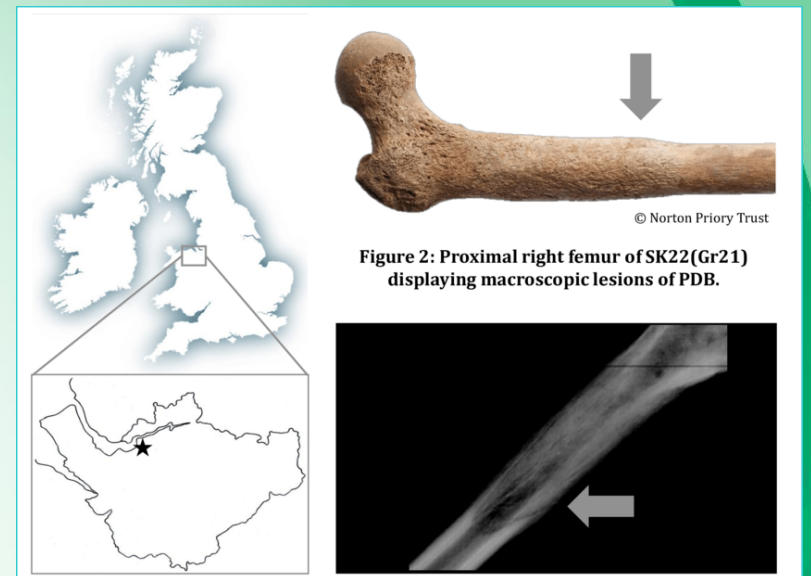 © Norton Priory Trust
Figure 2: Proximal right femur of SK22(Gr21)
displaying macroscopic lesions of PDB.